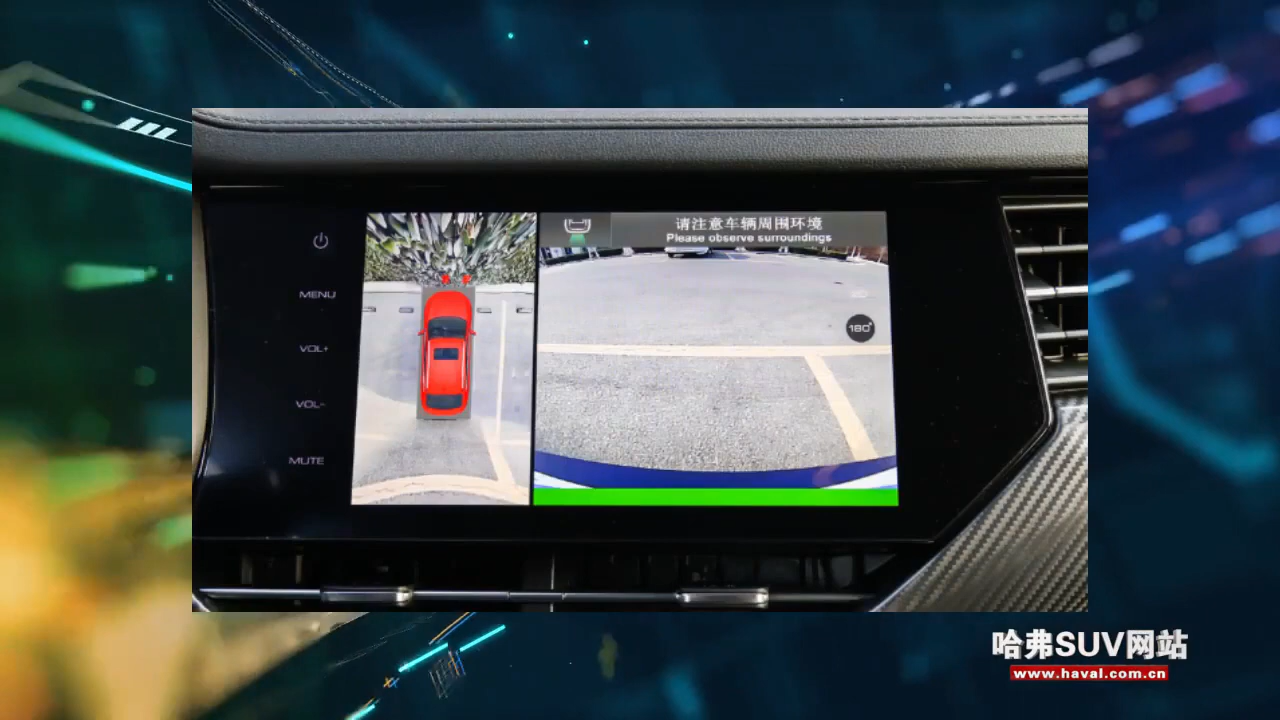 请注意车辆周围环境
Please observe surroundings
MENU
VOL+
VOL-
MUTE
180°
哈弗SUV网站
www.haval.com.cn